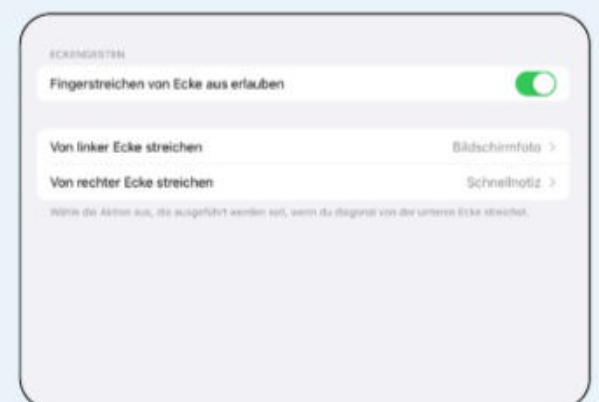 ECKENGESTEN
Fingerstreichen von Ecke aus erlauben
Von linker Ecke streichen Bildschirmfoto >
Von rechter Ecke streichen Schnellnotiz >
Wähle die Aktion aus, die ausgeführt werden soll, wenn du diagonal von der unteren Ecke streichst.